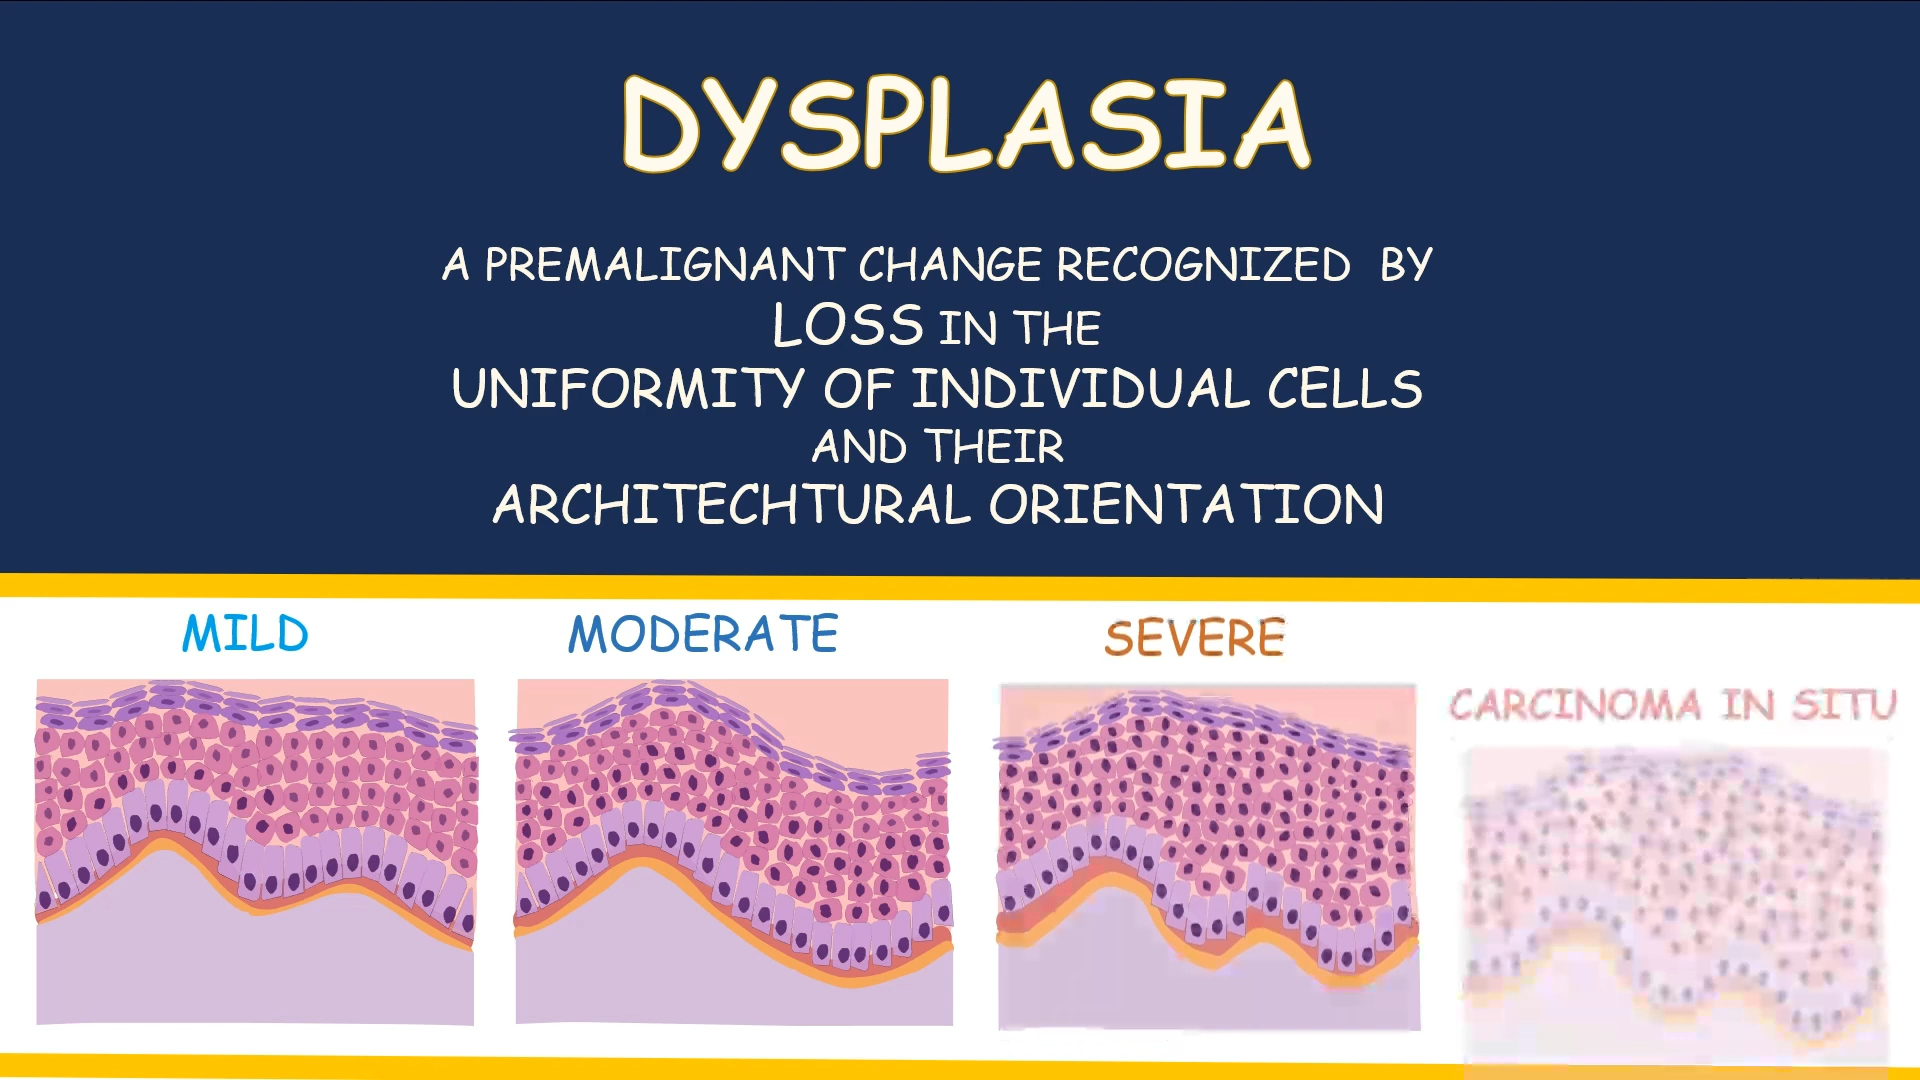 DYSPLASIA
A PREMALIGNANT CHANGE RECOGNIZED BY
LOSS IN THE
UNIFORMITY OF INDIVIDUAL CELLS
AND THEIR
ARCHITECHTURAL ORIENTATION
MILD
MODERATE
SEVERE
CARCINOMA IN SITU